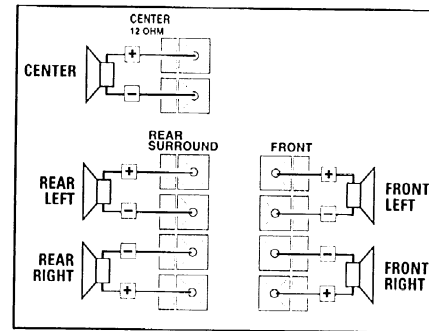 CENTER
12 OHM
CENTER
+
−
REAR
SURROUND
FRONT
REAR
LEFT
+
−
+
−
FRONT
LEFT
REAR
RIGHT
−
+
−
+
FRONT
RIGHT